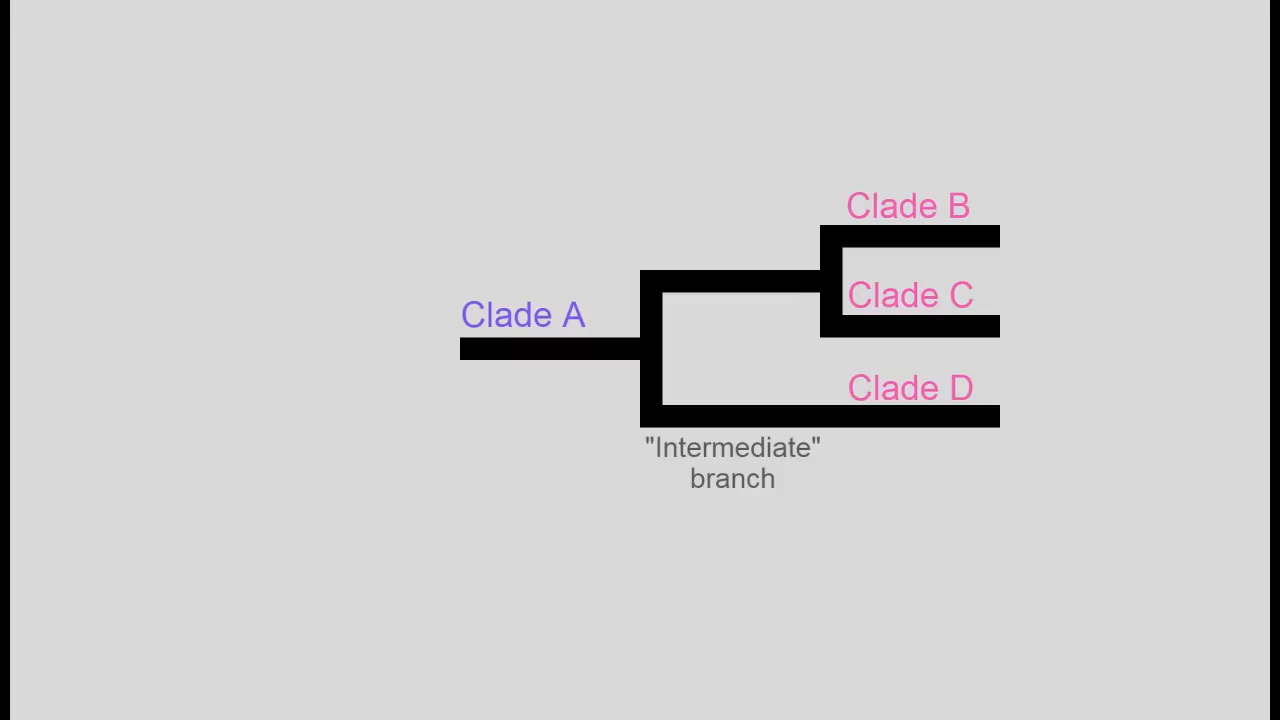 Clade B
Clade C
Clade A
Clade D
"Intermediate"
branch